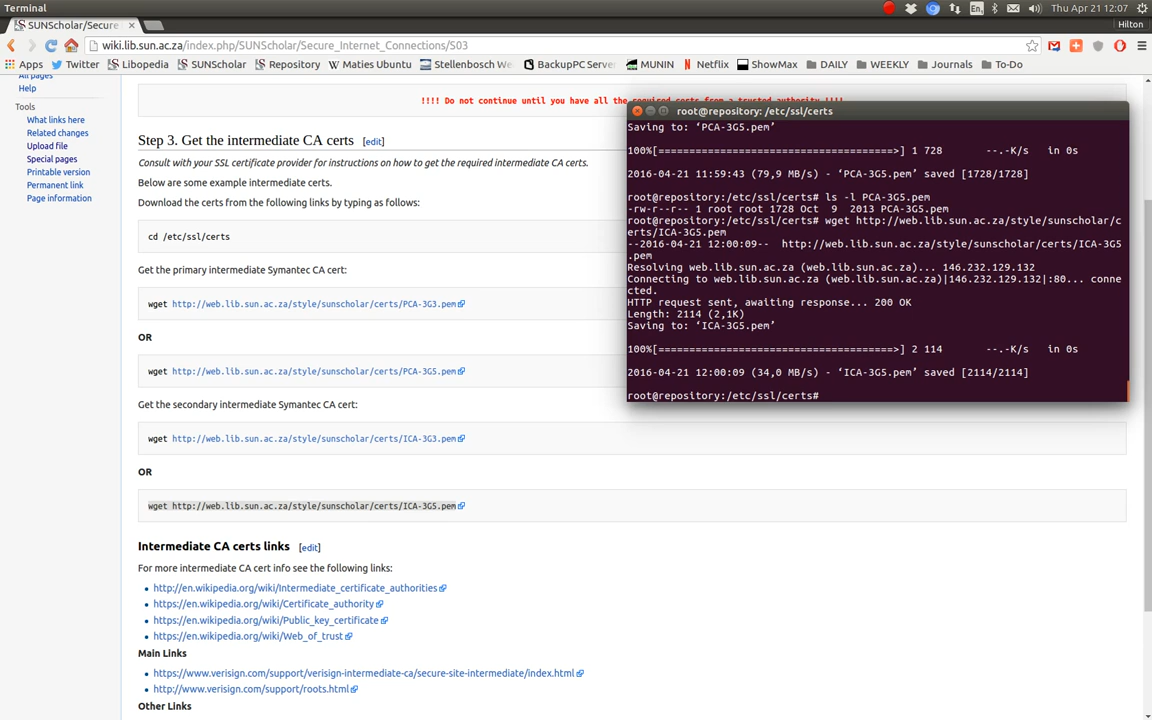 Terminal
En
Thu Apr 21 12:07
SUNScholar/Secure
Hilton
wiki.lib.sun.ac.za/index.php/SUNScholar/Secure_Internet_Connections/S03
Apps Twitter Libopedia SUNScholar Repository Maties Ubuntu Stellenbosch We BackupPC Server MUNIN Netflix ShowMax DAILY WEEKLY Journals To-Do
All pages
Help
Tools
What links here
Related changes
Upload file
Special pages
Printable version
Permanent link
Page information
!!!! Do not continue until you have all the required certs from a trusted authority !!!!
Step 3. Get the intermediate CA certs [edit]
Consult with your SSL certificate provider for instructions on how to get the required intermediate CA certs.
Below are some example intermediate certs.
Download the certs from the following links by typing as follows:
cd /etc/ssl/certs
Get the primary intermediate Symantec CA cert:
wget http://web.lib.sun.ac.za/style/sunscholar/certs/PCA-3G3.pem
OR
wget http://web.lib.sun.ac.za/style/sunscholar/certs/PCA-3G5.pem
Get the secondary intermediate Symantec CA cert:
wget http://web.lib.sun.ac.za/style/sunscholar/certs/ICA-3G3.pem
OR
wget http://web.lib.sun.ac.za/style/sunscholar/certs/ICA-3G5.pem
Intermediate CA certs links [edit]
For more intermediate CA cert info see the following links:
http://en.wikipedia.org/wiki/Intermediate_certificate_authorities
https://en.wikipedia.org/wiki/Certificate_authority
https://en.wikipedia.org/wiki/Public_key_certificate
https://en.wikipedia.org/wiki/Web_of_trust
Main Links
https://www.verisign.com/support/verisign-intermediate-ca/secure-site-intermediate/index.html
http://www.verisign.com/support/roots.html
Other Links
root@repository: /etc/ssl/certs
Saving to: ‘PCA-3G5.pem’
100%[======================================>] 1 728 --.-K/s in 0s
2016-04-21 11:59:43 (79,9 MB/s) - ‘PCA-3G5.pem’ saved [1728/1728]
root@repository:/etc/ssl/certs# ls -l PCA-3G5.pem
-rw-r--r-- 1 root root 1728 Oct  9  2013 PCA-3G5.pem
root@repository:/etc/ssl/certs# wget http://web.lib.sun.ac.za/style/sunscholar/c
erts/ICA-3G5.pem
--2016-04-21 12:00:09--  http://web.lib.sun.ac.za/style/sunscholar/certs/ICA-3G5
.pem
Resolving web.lib.sun.ac.za (web.lib.sun.ac.za)... 146.232.129.132
Connecting to web.lib.sun.ac.za (web.lib.sun.ac.za)|146.232.129.132|:80... conne
cted.
HTTP request sent, awaiting response... 200 OK
Length: 2114 (2,1K)
Saving to: ‘ICA-3G5.pem’
100%[======================================>] 2 114 --.-K/s in 0s
2016-04-21 12:00:09 (34,0 MB/s) - ‘ICA-3G5.pem’ saved [2114/2114]
root@repository:/etc/ssl/certs#